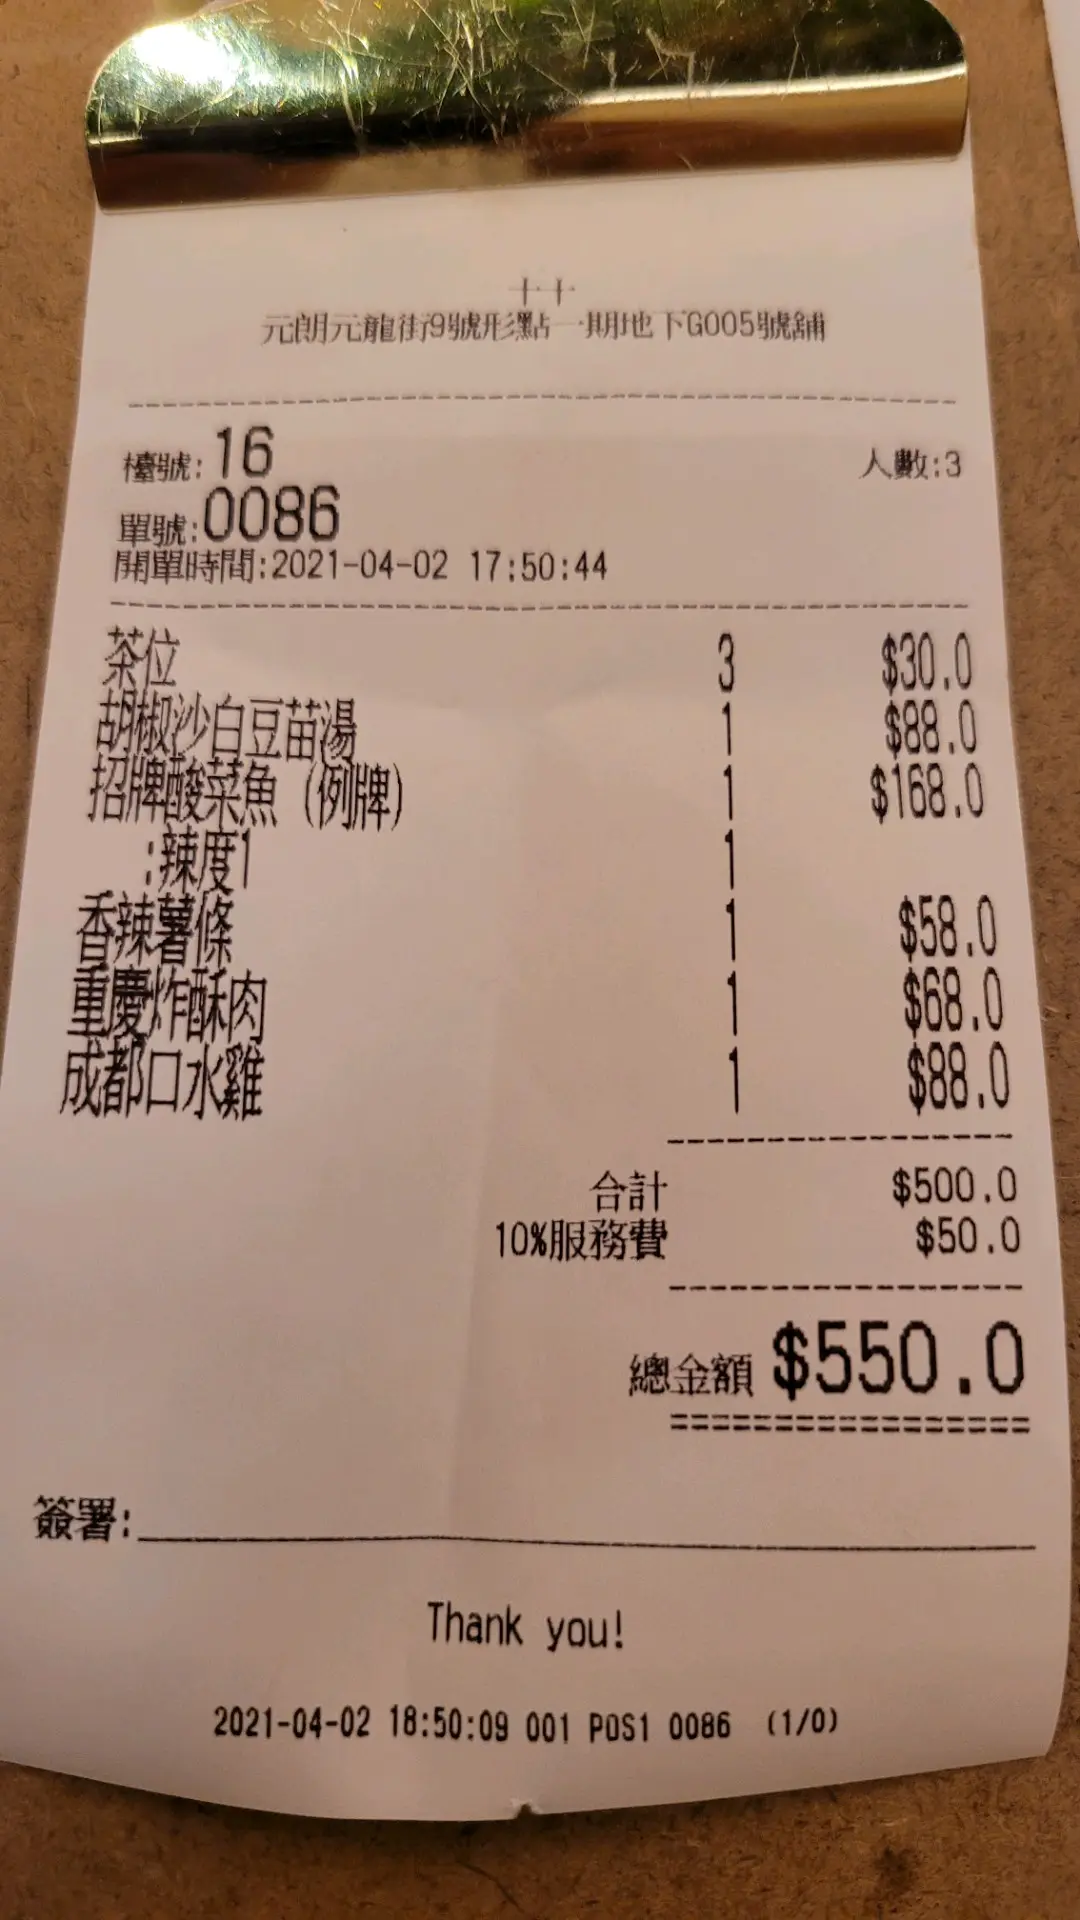 十十
元朗元龍街9號形點一期地下G005號舖
檯號:16 人數:3
單號:0086
開單時間:2021-04-02 17:50:44
茶位 3 $30.0
胡椒沙白豆苗湯 1 $88.0
招牌酸菜魚 (例牌) 1 $168.0
:辣度1 1
香辣薯條 1 $58.0
重慶炸酥肉 1 $68.0
成都口水雞 1 $88.0
合計 $500.0
10%服務費 $50.0
總金額 $550.0
簽署:
Thank you!
2021-04-02 18:50:09 001 POS1 0086 (1/0)